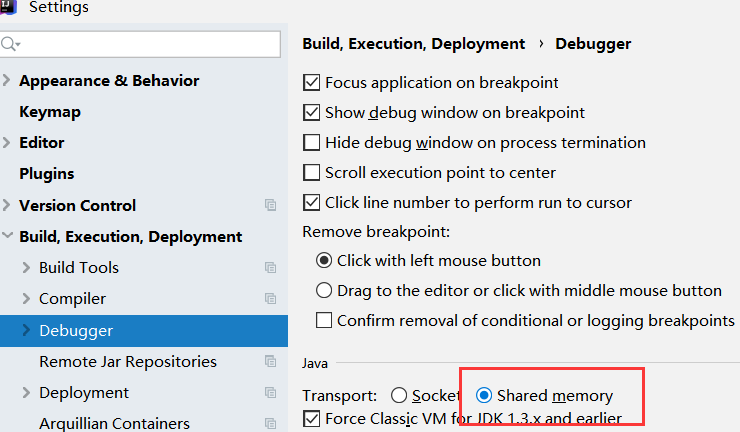 Settings
Appearance & Behavior
Keymap
Editor
Plugins
Version Control
Build, Execution, Deployment
Build Tools
Compiler
Debugger
Remote Jar Repositories
Deployment
Arquillian Containers
Build, Execution, Deployment › Debugger
Focus application on breakpoint
Show debug window on breakpoint
Hide debug window on process termination
Scroll execution point to center
Click line number to perform run to cursor
Remove breakpoint:
Click with left mouse button
Drag to the editor or click with middle mouse button
Confirm removal of conditional or logging breakpoints
Java
Transport: Socket Shared memory
Force Classic VM for JDK 1.3.x and earlier